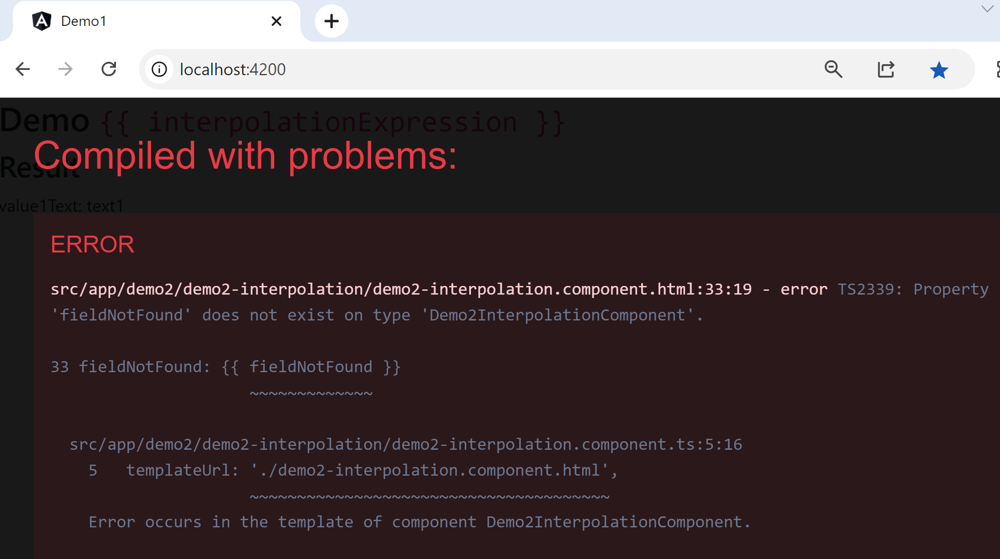 Demo1
localhost:4200
Demo {{ interpolationExpression }}
Compiled with problems:
Result
value1Text: text1
ERROR
src/app/demo2/demo2-interpolation/demo2-interpolation.component.html:33:19 - error TS2339: Property
'fieldNotFound' does not exist on type 'Demo2InterpolationComponent'.
33 fieldNotFound: {{ fieldNotFound }}
~~~~~~~~~~~~~
src/app/demo2/demo2-interpolation/demo2-interpolation.component.ts:5:16
5 templateUrl: './demo2-interpolation.component.html',
~~~~~~~~~~~~~~~~~~~~~~~~~~~~~~~~~~~~~~
Error occurs in the template of component Demo2InterpolationComponent.